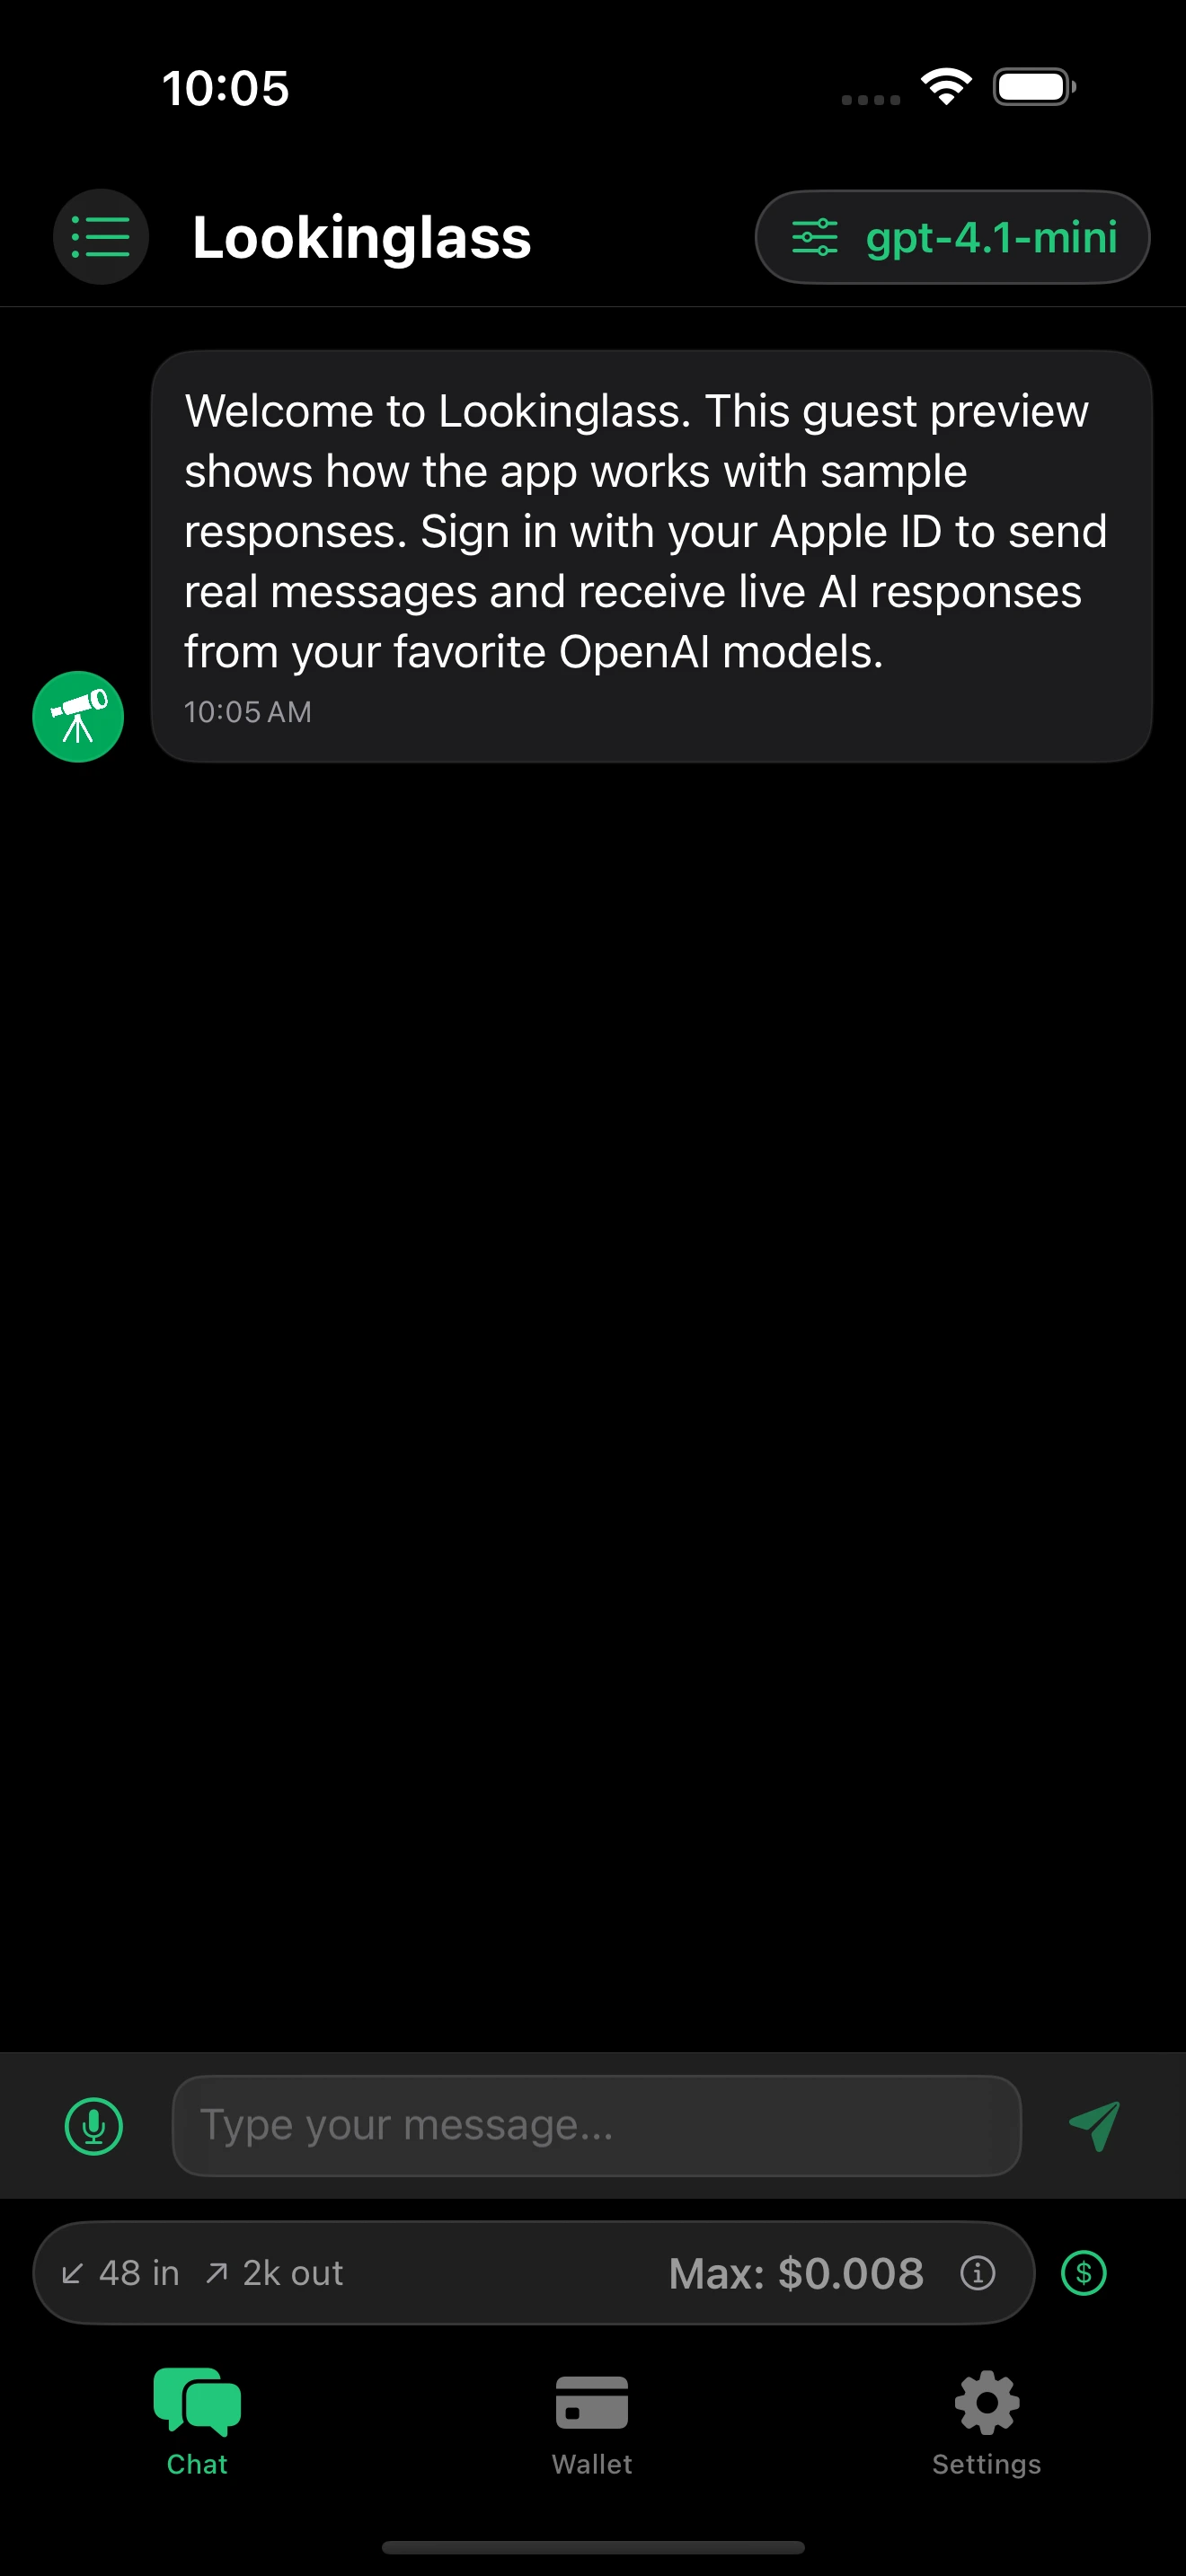 10:05
Lookinglass
gpt-4.1-mini
Welcome to Lookinglass. This guest preview
shows how the app works with sample
responses. Sign in with your Apple ID to send
real messages and receive live AI responses
from your favorite OpenAI models.
10:05 AM
Type your message...
↙ 48 in ↗ 2k out
Max: $0.008
Chat
Wallet
Settings